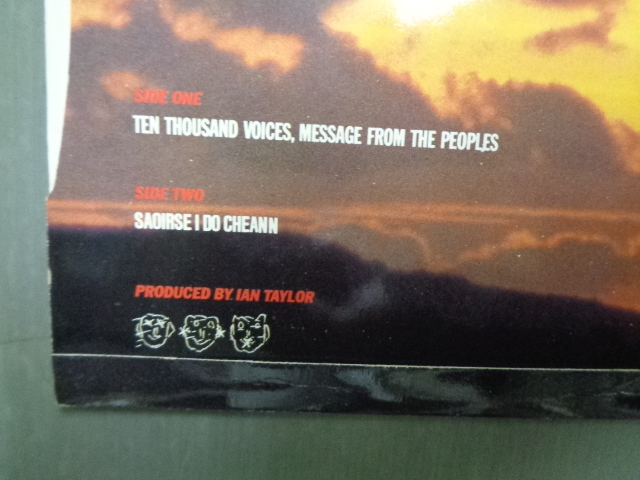 SIDE ONE
TEN THOUSAND VOICES, MESSAGE FROM THE PEOPLES
SIDE TWO
SAOIRSE I DO CHEANN
PRODUCED BY IAN TAYLOR